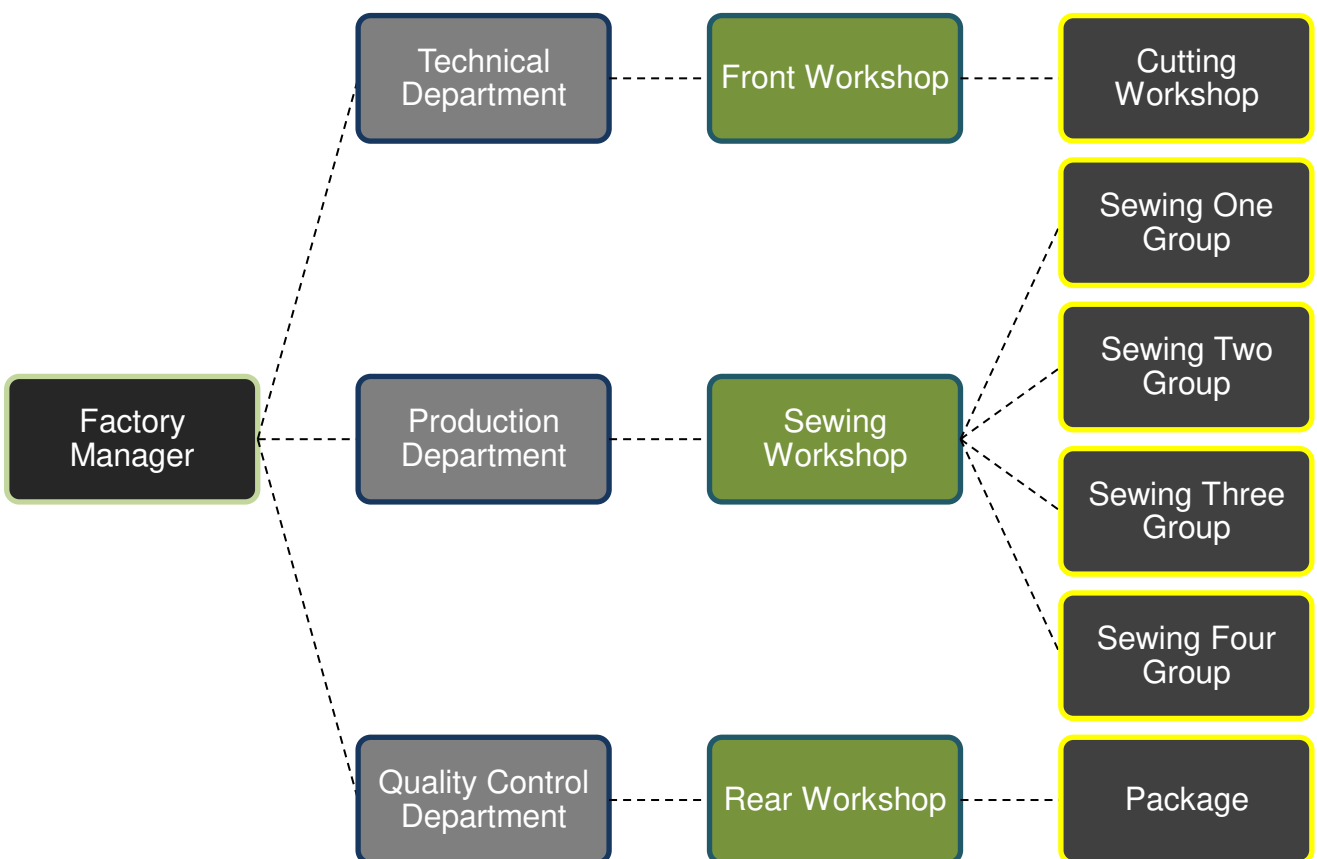 Technical
Department
Front Workshop
Cutting
Workshop
Sewing One
Group
Sewing Two
Group
Factory
Manager
Production
Department
Sewing
Workshop
Sewing Three
Group
Sewing Four
Group
Quality Control
Department
Rear Workshop
Package